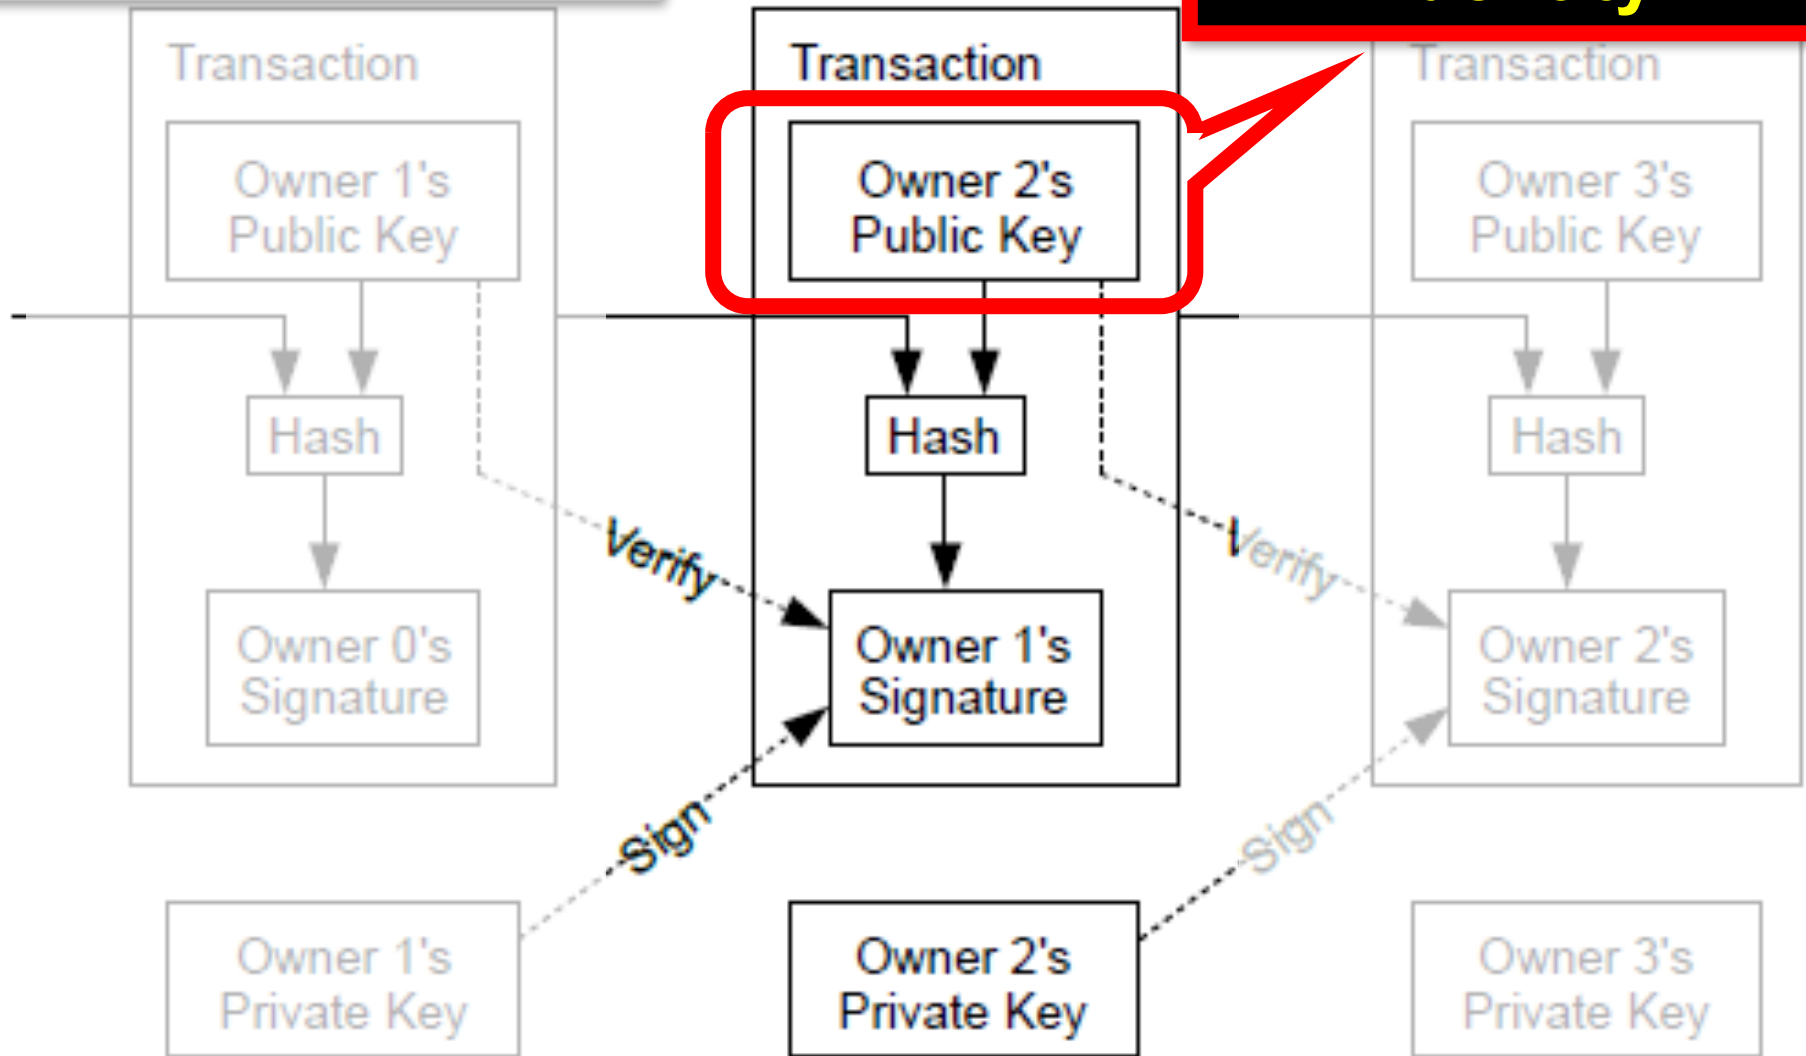 Transaction
Owner 1's
Public Key
Hash
Owner 0's
Signature
Verify
Sign
Owner 1's
Private Key
Transaction
Owner 2's
Public Key
Hash
Owner 1's
Signature
Verify
Sign
Owner 2's
Private Key
Transaction
Owner 3's
Public Key
Hash
Owner 2's
Signature
Owner 3's
Private Key